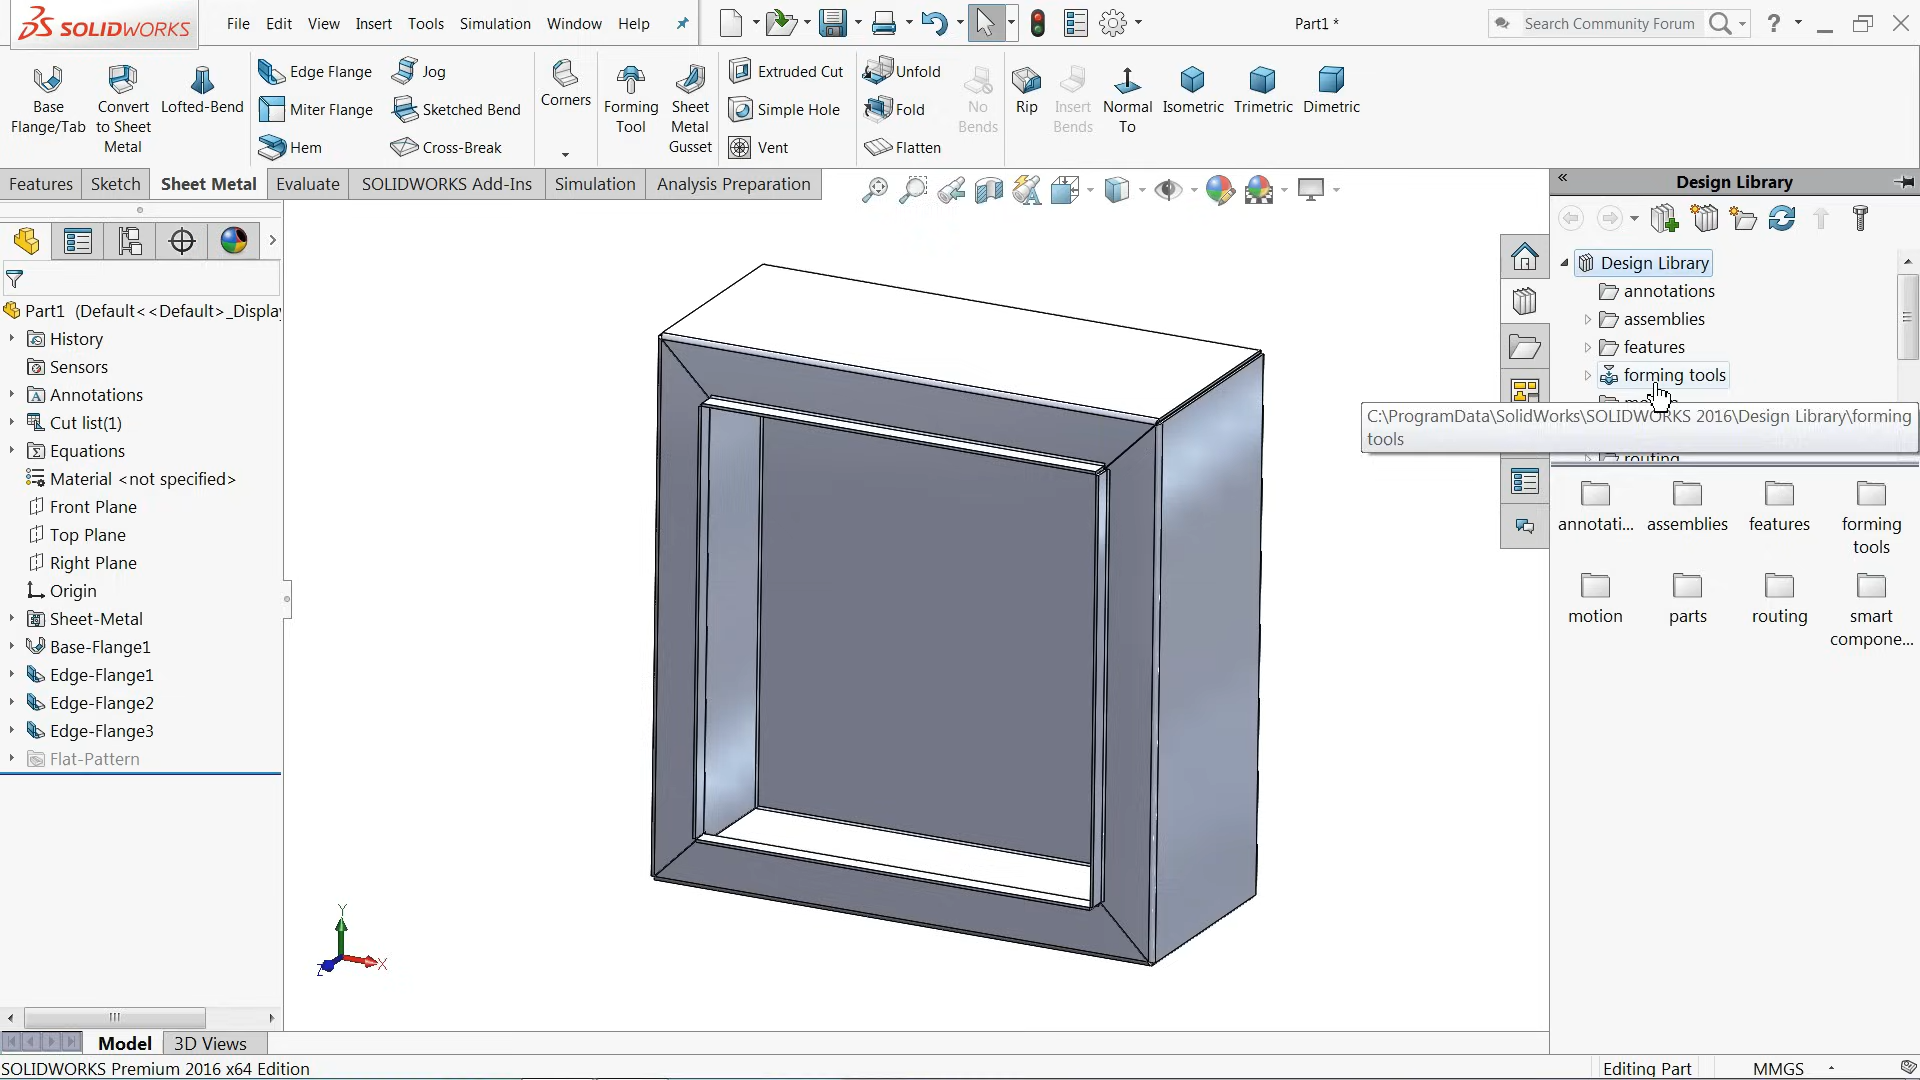 SOLIDWORKS
File Edit View Insert Tools Simulation Window Help
Part1 *
Search Community Forum
?
Base Flange/Tab
Convert to Sheet Metal
Lofted-Bend
Edge Flange
Miter Flange
Hem
Jog
Sketched Bend
Cross-Break
Corners
Forming Tool
Sheet Metal Gusset
Extruded Cut
Simple Hole
Vent
Unfold
Fold
Flatten
No Bends
Rip
Insert Bends
Normal To
Isometric
Trimetric
Dimetric
Features Sketch Sheet Metal Evaluate SOLIDWORKS Add-Ins Simulation Analysis Preparation
Part1 (Default<<Default>_Displa
History
Sensors
Annotations
Cut list(1)
Equations
Material <not specified>
Front Plane
Top Plane
Right Plane
Origin
Sheet-Metal
Base-Flange1
Edge-Flange1
Edge-Flange2
Edge-Flange3
Flat-Pattern
Y
X
Z
Design Library
Design Library
annotations
assemblies
features
forming tools
C:\ProgramData\SolidWorks\SOLIDWORKS 2016\Design Library\forming
tools
routing
annotati... assemblies features forming tools
motion parts routing smart compone...
Model 3D Views
SOLIDWORKS Premium 2016 x64 Edition
Editing Part
MMGS